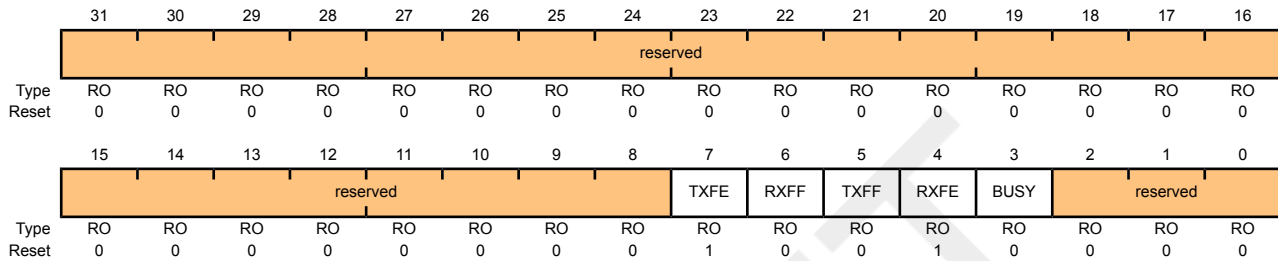 31 30 29 28 27 26 25 24 23 22 21 20 19 18 17 16
reserved
Type RO RO RO RO RO RO RO RO RO RO RO RO RO RO RO RO
Reset 0 0 0 0 0 0 0 0 0 0 0 0 0 0 0 0
15 14 13 12 11 10 9 8 7 6 5 4 3 2 1 0
reserved TXFE RXFF TXFF RXFE BUSY reserved
Type RO RO RO RO RO RO RO RO RO RO RO RO RO RO RO RO
Reset 0 0 0 0 0 0 0 0 1 0 0 1 0 0 0 0